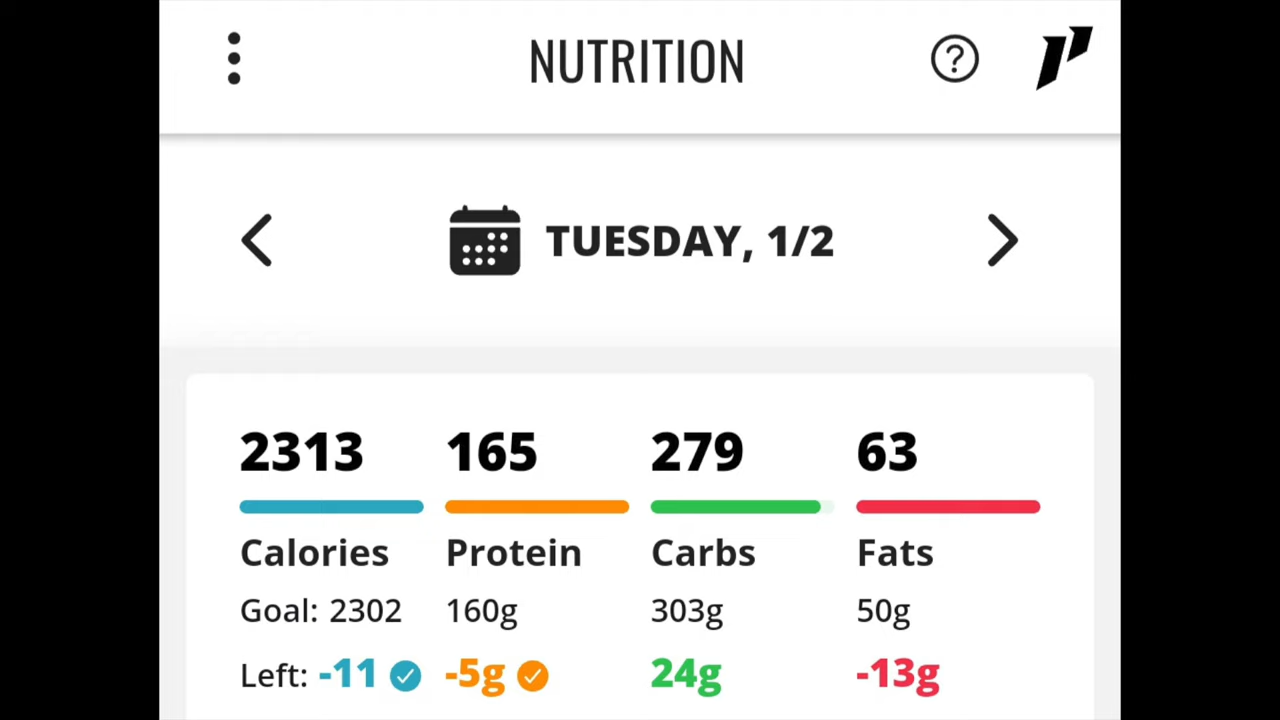 NUTRITION
TUESDAY, 1/2
2313 165 279 63
Calories Protein Carbs Fats
Goal: 2302 160g 303g 50g
Left: -11 -5g 24g -13g